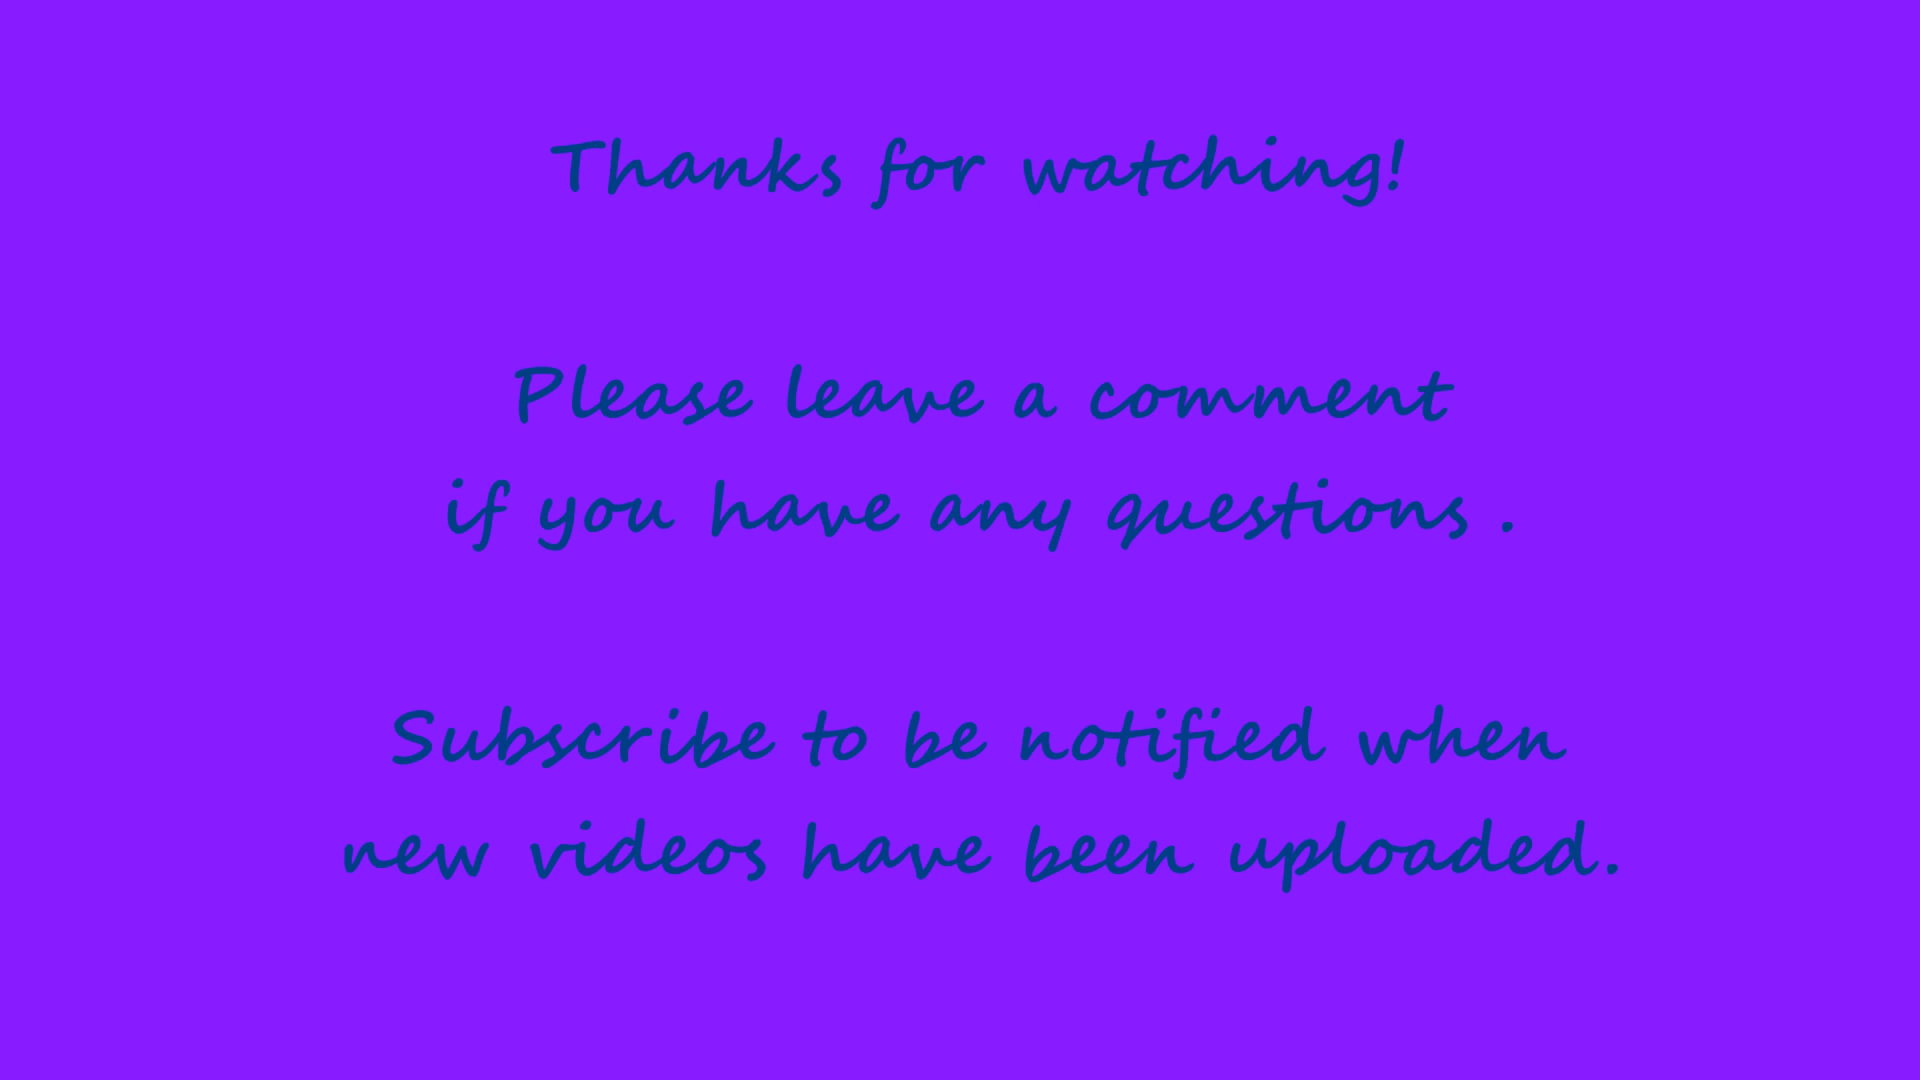 Thanks for watching!
Please leave a comment
if you have any questions .
Subscribe to be notified when
new videos have been uploaded.